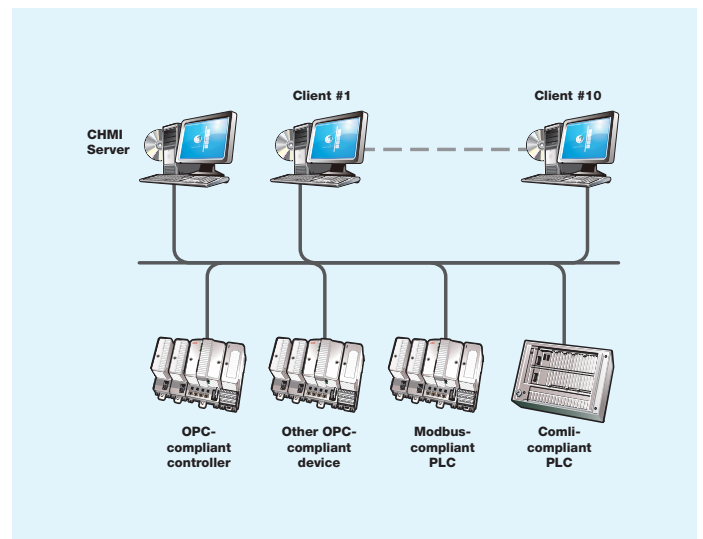 Client #1
Client #10
CHMI
Server
OPC-
compliant
controller
Other OPC-
compliant
device
Modbus-
compliant
PLC
Comli-
compliant
PLC